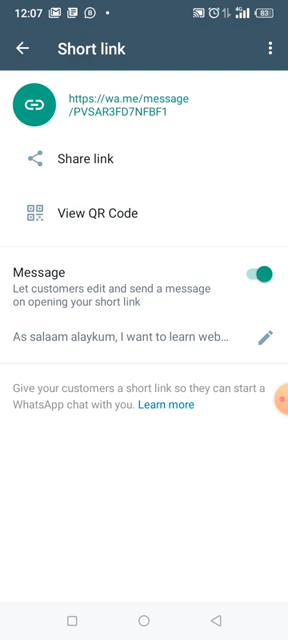 12:07
4G
83
Short link
https://wa.me/message
/PVSAR3FD7NFBF1
Share link
View QR Code
Message
Let customers edit and send a message
on opening your short link
As salaam alaykum, I want to learn web...
Give your customers a short link so they can start a
WhatsApp chat with you. Learn more